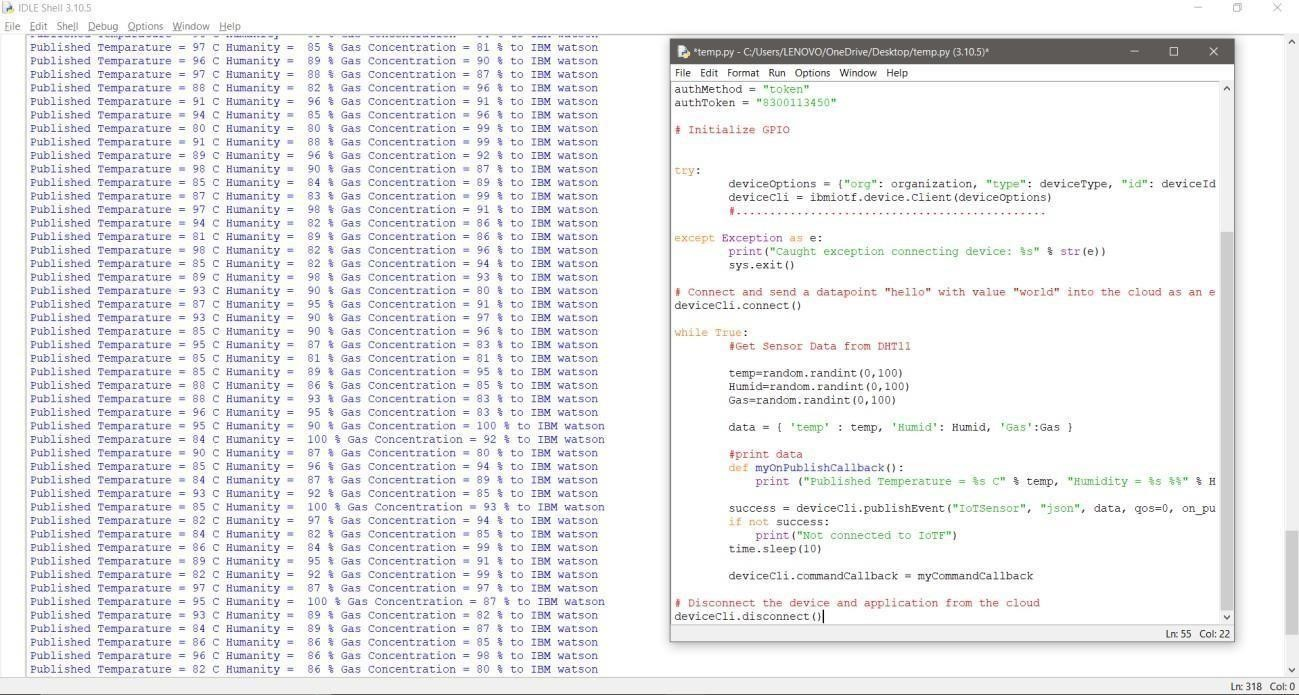 IDLE Shell 3.10.5
File Edit Shell Debug Options Window Help
Published Temparature = 97 C Humanity =  85 % Gas Concentration = 81 % to IBM watson
Published Temparature = 96 C Humanity =  89 % Gas Concentration = 90 % to IBM watson
Published Temparature = 97 C Humanity =  88 % Gas Concentration = 87 % to IBM watson
Published Temparature = 88 C Humanity =  82 % Gas Concentration = 96 % to IBM watson
Published Temparature = 91 C Humanity =  96 % Gas Concentration = 91 % to IBM watson
Published Temparature = 94 C Humanity =  85 % Gas Concentration = 96 % to IBM watson
Published Temparature = 80 C Humanity =  80 % Gas Concentration = 99 % to IBM watson
Published Temparature = 91 C Humanity =  88 % Gas Concentration = 99 % to IBM watson
Published Temparature = 89 C Humanity =  96 % Gas Concentration = 92 % to IBM watson
Published Temparature = 98 C Humanity =  90 % Gas Concentration = 87 % to IBM watson
Published Temparature = 85 C Humanity =  84 % Gas Concentration = 89 % to IBM watson
Published Temparature = 87 C Humanity =  83 % Gas Concentration = 99 % to IBM watson
Published Temparature = 97 C Humanity =  98 % Gas Concentration = 91 % to IBM watson
Published Temparature = 94 C Humanity =  82 % Gas Concentration = 86 % to IBM watson
Published Temparature = 81 C Humanity =  89 % Gas Concentration = 86 % to IBM watson
Published Temparature = 98 C Humanity =  82 % Gas Concentration = 96 % to IBM watson
Published Temparature = 85 C Humanity =  82 % Gas Concentration = 94 % to IBM watson
Published Temparature = 89 C Humanity =  98 % Gas Concentration = 93 % to IBM watson
Published Temparature = 93 C Humanity =  90 % Gas Concentration = 80 % to IBM watson
Published Temparature = 87 C Humanity =  95 % Gas Concentration = 91 % to IBM watson
Published Temparature = 93 C Humanity =  90 % Gas Concentration = 97 % to IBM watson
Published Temparature = 85 C Humanity =  90 % Gas Concentration = 96 % to IBM watson
Published Temparature = 95 C Humanity =  87 % Gas Concentration = 83 % to IBM watson
Published Temparature = 85 C Humanity =  81 % Gas Concentration = 81 % to IBM watson
Published Temparature = 85 C Humanity =  89 % Gas Concentration = 95 % to IBM watson
Published Temparature = 88 C Humanity =  86 % Gas Concentration = 85 % to IBM watson
Published Temparature = 88 C Humanity =  93 % Gas Concentration = 83 % to IBM watson
Published Temparature = 96 C Humanity =  95 % Gas Concentration = 83 % to IBM watson
Published Temparature = 95 C Humanity =  90 % Gas Concentration = 100 % to IBM watson
Published Temparature = 84 C Humanity =  100 % Gas Concentration = 92 % to IBM watson
Published Temparature = 90 C Humanity =  87 % Gas Concentration = 80 % to IBM watson
Published Temparature = 85 C Humanity =  96 % Gas Concentration = 94 % to IBM watson
Published Temparature = 84 C Humanity =  87 % Gas Concentration = 89 % to IBM watson
Published Temparature = 93 C Humanity =  92 % Gas Concentration = 85 % to IBM watson
Published Temparature = 85 C Humanity =  100 % Gas Concentration = 93 % to IBM watson
Published Temparature = 82 C Humanity =  97 % Gas Concentration = 94 % to IBM watson
Published Temparature = 84 C Humanity =  82 % Gas Concentration = 85 % to IBM watson
Published Temparature = 86 C Humanity =  84 % Gas Concentration = 99 % to IBM watson
Published Temparature = 89 C Humanity =  95 % Gas Concentration = 91 % to IBM watson
Published Temparature = 82 C Humanity =  92 % Gas Concentration = 99 % to IBM watson
Published Temparature = 97 C Humanity =  87 % Gas Concentration = 97 % to IBM watson
Published Temparature = 95 C Humanity =  100 % Gas Concentration = 87 % to IBM watson
Published Temparature = 93 C Humanity =  89 % Gas Concentration = 82 % to IBM watson
Published Temparature = 84 C Humanity =  89 % Gas Concentration = 87 % to IBM watson
Published Temparature = 86 C Humanity =  86 % Gas Concentration = 85 % to IBM watson
Published Temparature = 96 C Humanity =  86 % Gas Concentration = 98 % to IBM watson
Published Temparature = 82 C Humanity =  86 % Gas Concentration = 80 % to IBM watson
Ln: 318 Col: 0
*temp.py - C:/Users/LENOVO/OneDrive/Desktop/temp.py (3.10.5)*
File Edit Format Run Options Window Help
authMethod = "token"
authToken = "8300113450"
# Initialize GPIO
try:
deviceOptions = {"org": organization, "type": deviceType, "id": deviceId
deviceCli = ibmiotf.device.Client(deviceOptions)
#..............................................
except Exception as e:
print("Caught exception connecting device: %s" % str(e))
sys.exit()
# Connect and send a datapoint "hello" with value "world" into the cloud as an e
deviceCli.connect()
while True:
#Get Sensor Data from DHT11
temp=random.randint(0,100)
Humid=random.randint(0,100)
Gas=random.randint(0,100)
data = { 'temp' : temp, 'Humid': Humid, 'Gas':Gas }
#print data
def myOnPublishCallback():
print ("Published Temperature = %s C" % temp, "Humidity = %s %%" % H
success = deviceCli.publishEvent("IoTSensor", "json", data, qos=0, on_pu
if not success:
print("Not connected to IoTF")
time.sleep(10)
deviceCli.commandCallback = myCommandCallback
# Disconnect the device and application from the cloud
deviceCli.disconnect()
Ln: 55 Col: 22